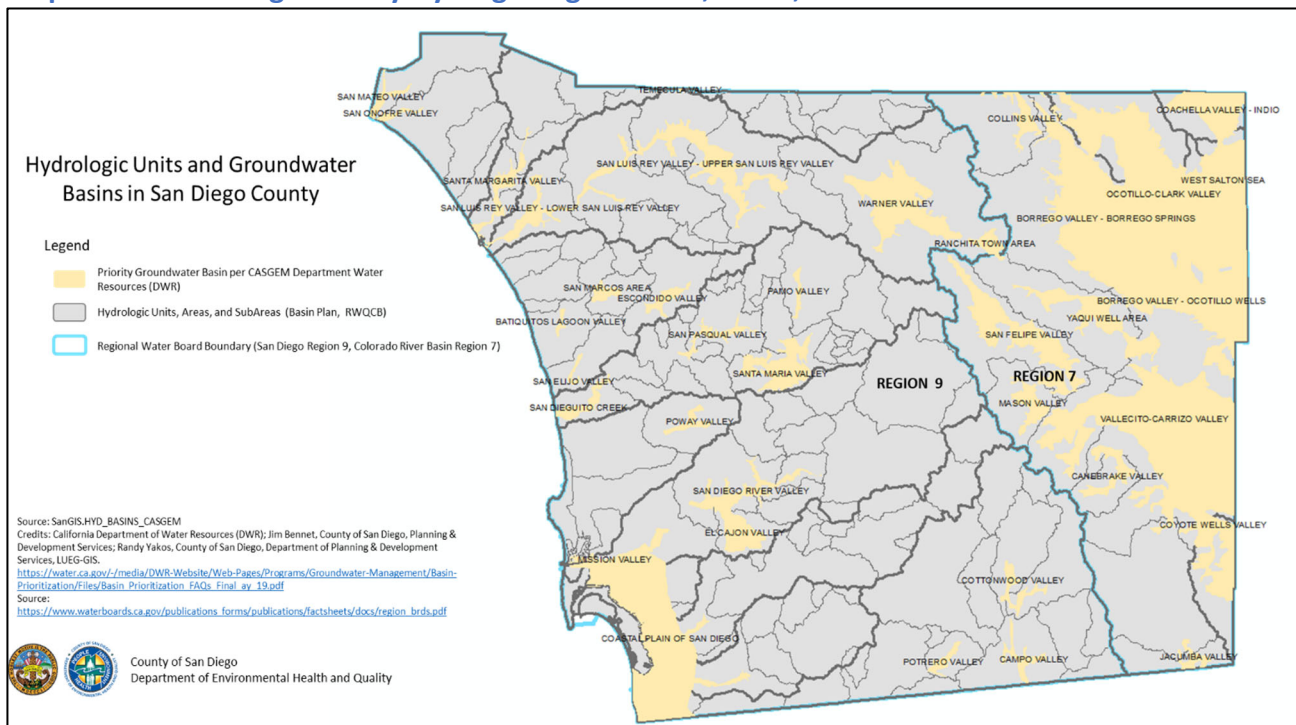 Hydrologic Units and Groundwater
Basins in San Diego County
Legend
Priority Groundwater Basin per CASGEM Department Water
Resources (DWR)
Hydrologic Units, Areas, and SubAreas (Basin Plan, RWQCB)
Regional Water Board Boundary (San Diego Region 9, Colorado River Basin Region 7)
SAN MATEO VALLEY
SAN ONOFRE VALLEY
TEMECULA VALLEY
COLLINS VALLEY
COACHELLA VALLEY - INDIO
SAN LUIS REY VALLEY - UPPER SAN LUIS REY VALLEY
SANTA MARGARITA VALLEY
WEST SALTON SEA
OCOTILLO-CLARK VALLEY
SAN LUIS REY VALLEY - LOWER SAN LUIS REY VALLEY
WARNER VALLEY
BORREGO VALLEY - BORREGO SPRINGS
RANCHITA TOWN AREA
SAN MARCOS AREA
ESCONDIDO VALLEY
PAMO VALLEY
BORREGO VALLEY - OCOTILLO WELLS
BATIQUITOS LAGOON VALLEY
YAQUI WELL AREA
SAN PASQUAL VALLEY
SAN FELIPE VALLEY
SANTA MARIA VALLEY
SAN ELIJO VALLEY
REGION 9
REGION 7
MASON VALLEY
SAN DIEGUITO CREEK
POWAY VALLEY
VALLECITO-CARRIZO VALLEY
CANEBRAKE VALLEY
SAN DIEGO RIVER VALLEY
EL CAJON VALLEY
COYOTE WELLS VALLEY
MISSION VALLEY
COTTONWOOD VALLEY
COASTAL PLAIN OF SAN DIEGO
POTRERO VALLEY
CAMPO VALLEY
JACUMBA VALLEY
Source: SanGIS.HYD_BASINS_CASGEM
Credits: California Department of Water Resources (DWR); Jim Bennet, County of San Diego, Planning &
Development Services; Randy Yakos, County of San Diego, Department of Planning & Development
Services, LUEG-GIS.
https://water.ca.gov/-/media/DWR-Website/Web-Pages/Programs/Groundwater-Management/Basin-
Prioritization/Files/Basin_Prioritization_FAQs_Final_ay_19.pdf
Source:
https://www.waterboards.ca.gov/publications_forms/publications/factsheets/docs/region_brds.pdf
County of San Diego
Department of Environmental Health and Quality